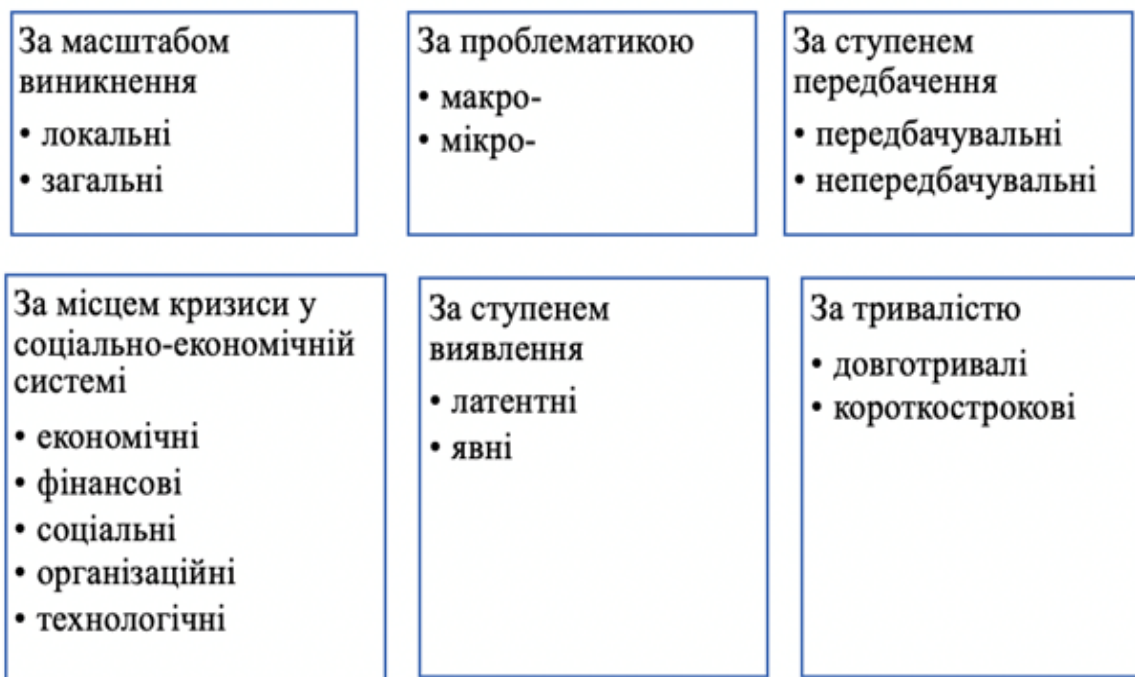 За масштабом
виникнення
• локальні
• загальні
За проблематикою
• макро-
• мікро-
За ступенем
передбачення
• передбачувальні
• непередбачувальні
За місцем кризиси у
соціально-економічній
системі
• економічні
• фінансові
• соціальні
• організаційні
• технологічні
За ступенем
виявлення
• латентні
• явні
За тривалістю
• довготривалі
• короткострокові